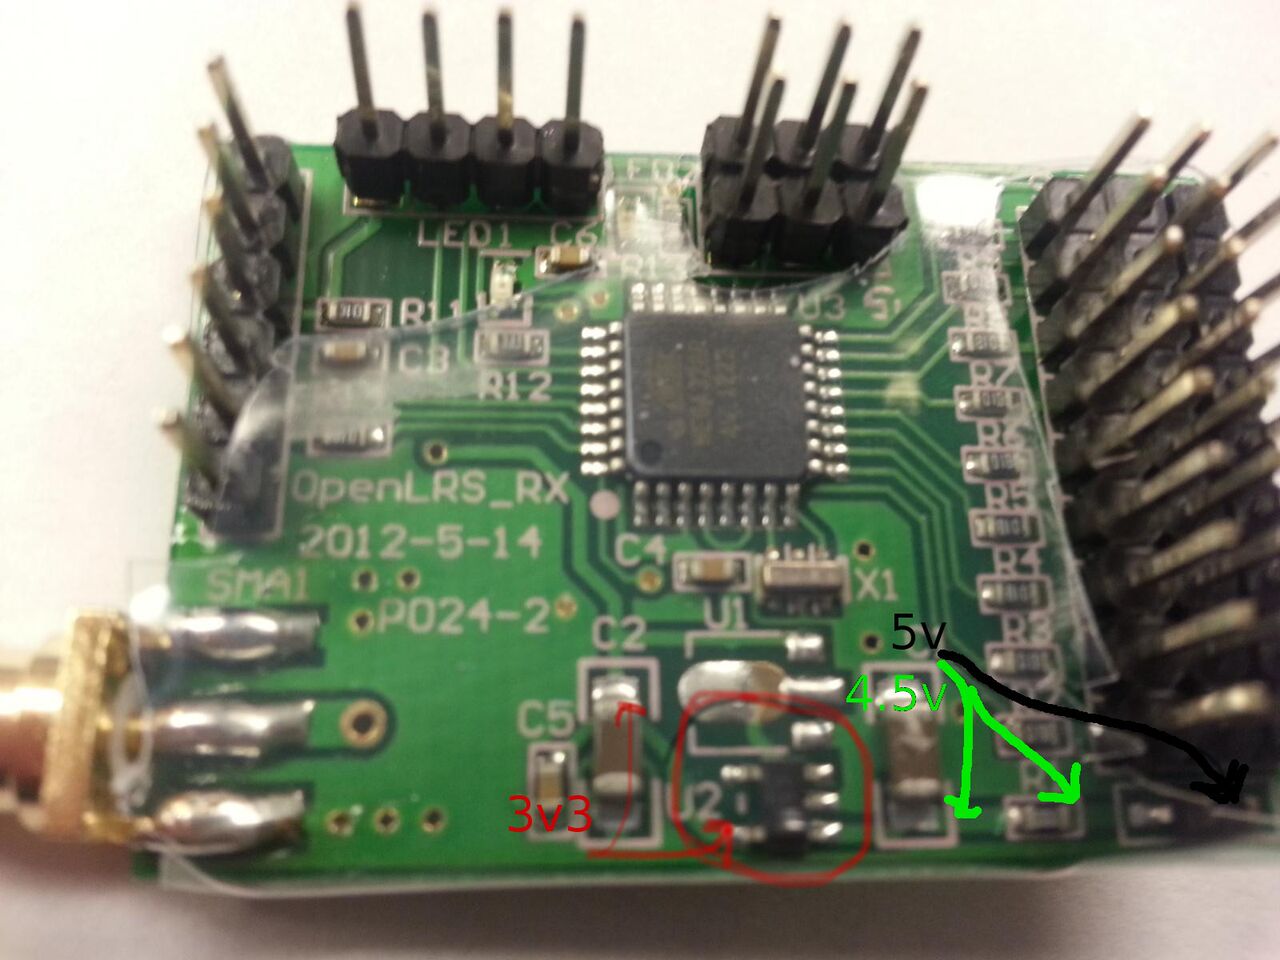 LED1
C6
R11
C3
R12
U3
R7
R6
R5
R4
R3
OpenLRS_RX
2012-5-14
SMA1
P024-2
C4
X1
U1
C2
C5
U2
5v
4.5v
3v3